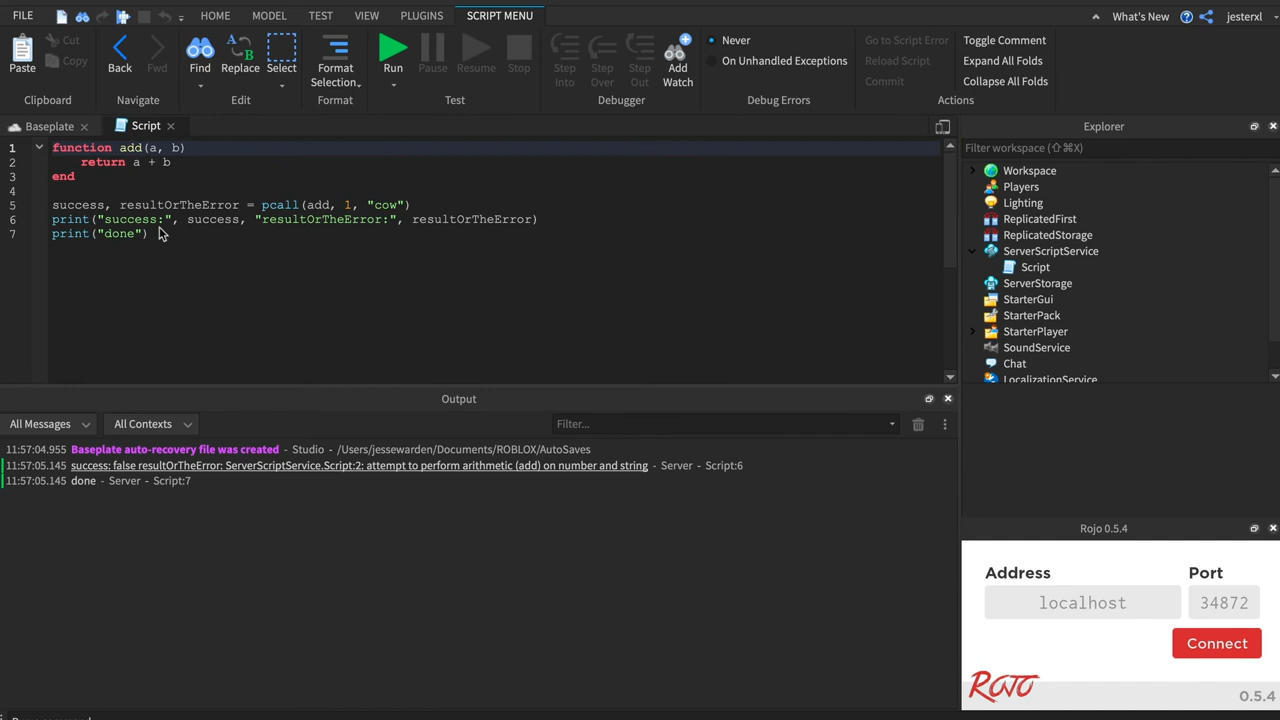 FILE HOME MODEL TEST VIEW PLUGINS SCRIPT MENU What's New jesterxl
Paste Cut Copy Back Fwd Find Replace Select Format Selection Run Pause Resume Stop Step Into Step Over Step Out Add Watch
Never
On Unhandled Exceptions
Go to Script Error
Reload Script
Commit
Toggle Comment
Expand All Folds
Collapse All Folds
Clipboard Navigate Edit Format Test Debugger Debug Errors Actions
Baseplate Script
1 function add(a, b)
2 return a + b
3 end
4
5 success, resultOrTheError = pcall(add, 1, "cow")
6 print("success:", success, "resultOrTheError:", resultOrTheError)
7 print("done")
Explorer
Filter workspace (⇧⌘X)
Workspace
Players
Lighting
ReplicatedFirst
ReplicatedStorage
ServerScriptService
Script
ServerStorage
StarterGui
StarterPack
StarterPlayer
SoundService
Chat
LocalizationService
Output
All Messages All Contexts Filter...
11:57:04.955 Baseplate auto-recovery file was created - Studio - /Users/jessewarden/Documents/ROBLOX/AutoSaves
11:57:05.145 success: false resultOrTheError: ServerScriptService.Script:2: attempt to perform arithmetic (add) on number and string - Server - Script:6
11:57:05.145 done - Server - Script:7
Rojo 0.5.4
Address Port
localhost 34872
Connect
ROJO 0.5.4